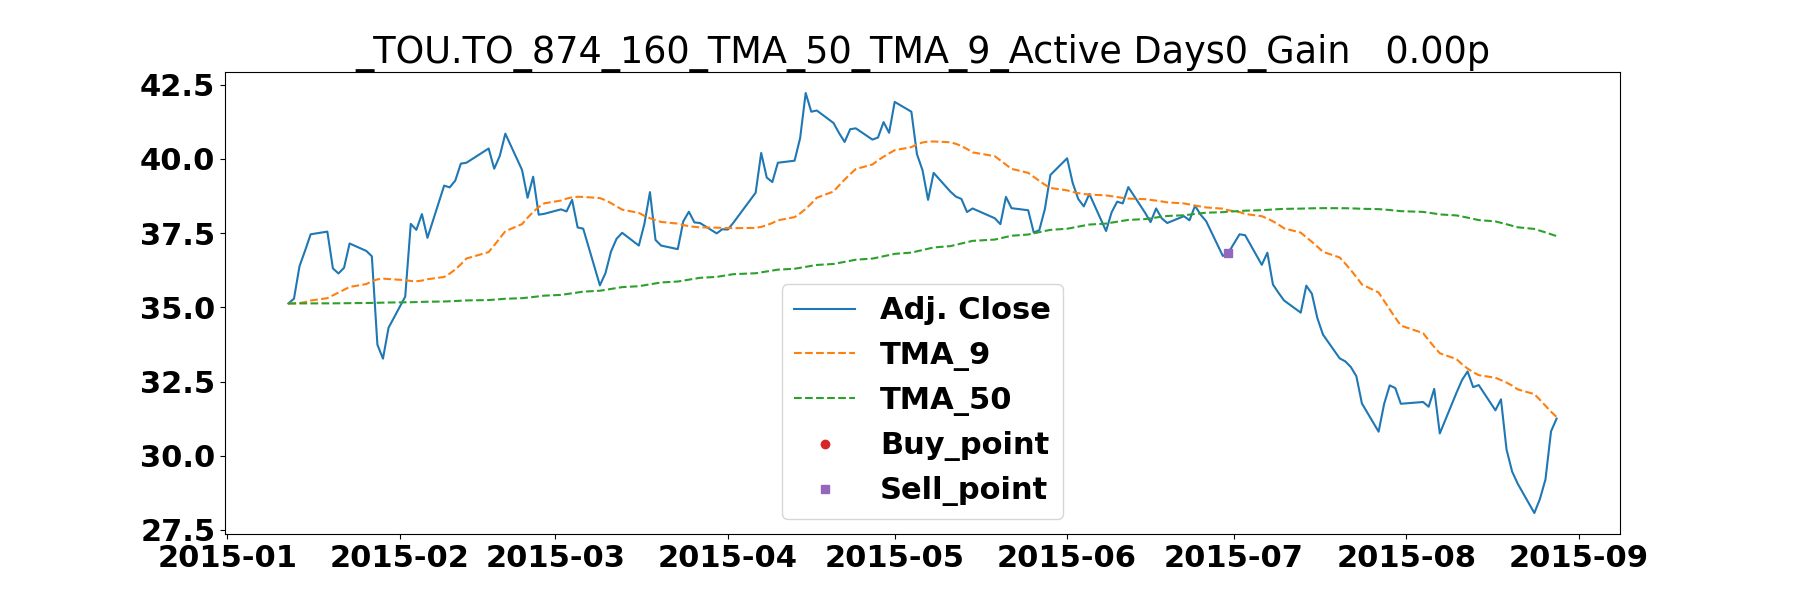 _TOU.TO_874_160_TMA_50_TMA_9_Active Days0_Gain   0.00p
42.5
40.0
37.5
35.0
32.5
30.0
27.5
Adj. Close
TMA_9
TMA_50
Buy_point
Sell_point
2015-01 2015-02 2015-03 2015-04 2015-05 2015-06 2015-07 2015-08 2015-09